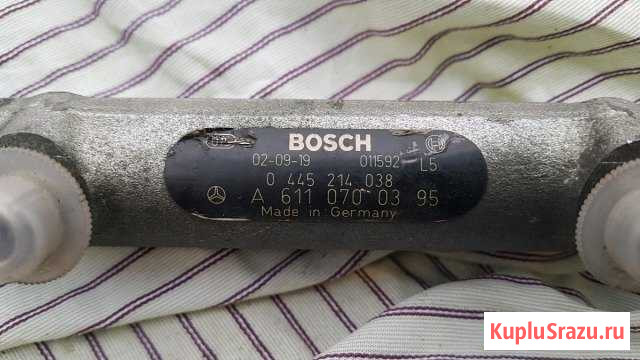 BOSCH
02-09-19 011592 L5
0 445 214 038
A 611 070 03 95
Made in Germany
KupluSrazu.ru